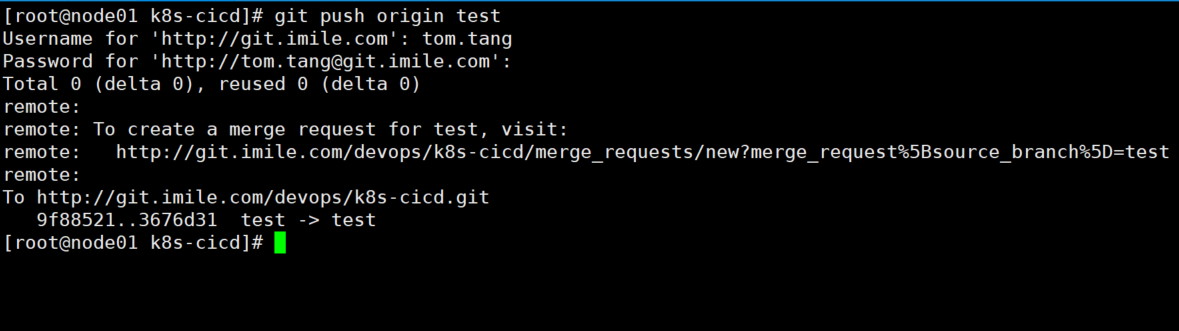 [root@node01 k8s-cicd]# git push origin test
Username for 'http://git.imile.com': tom.tang
Password for 'http://tom.tang@git.imile.com':
Total 0 (delta 0), reused 0 (delta 0)
remote:
remote: To create a merge request for test, visit:
remote:   http://git.imile.com/devops/k8s-cicd/merge_requests/new?merge_request%5Bsource_branch%5D=test
remote:
To http://git.imile.com/devops/k8s-cicd.git
   9f88521..3676d31  test -> test
[root@node01 k8s-cicd]#